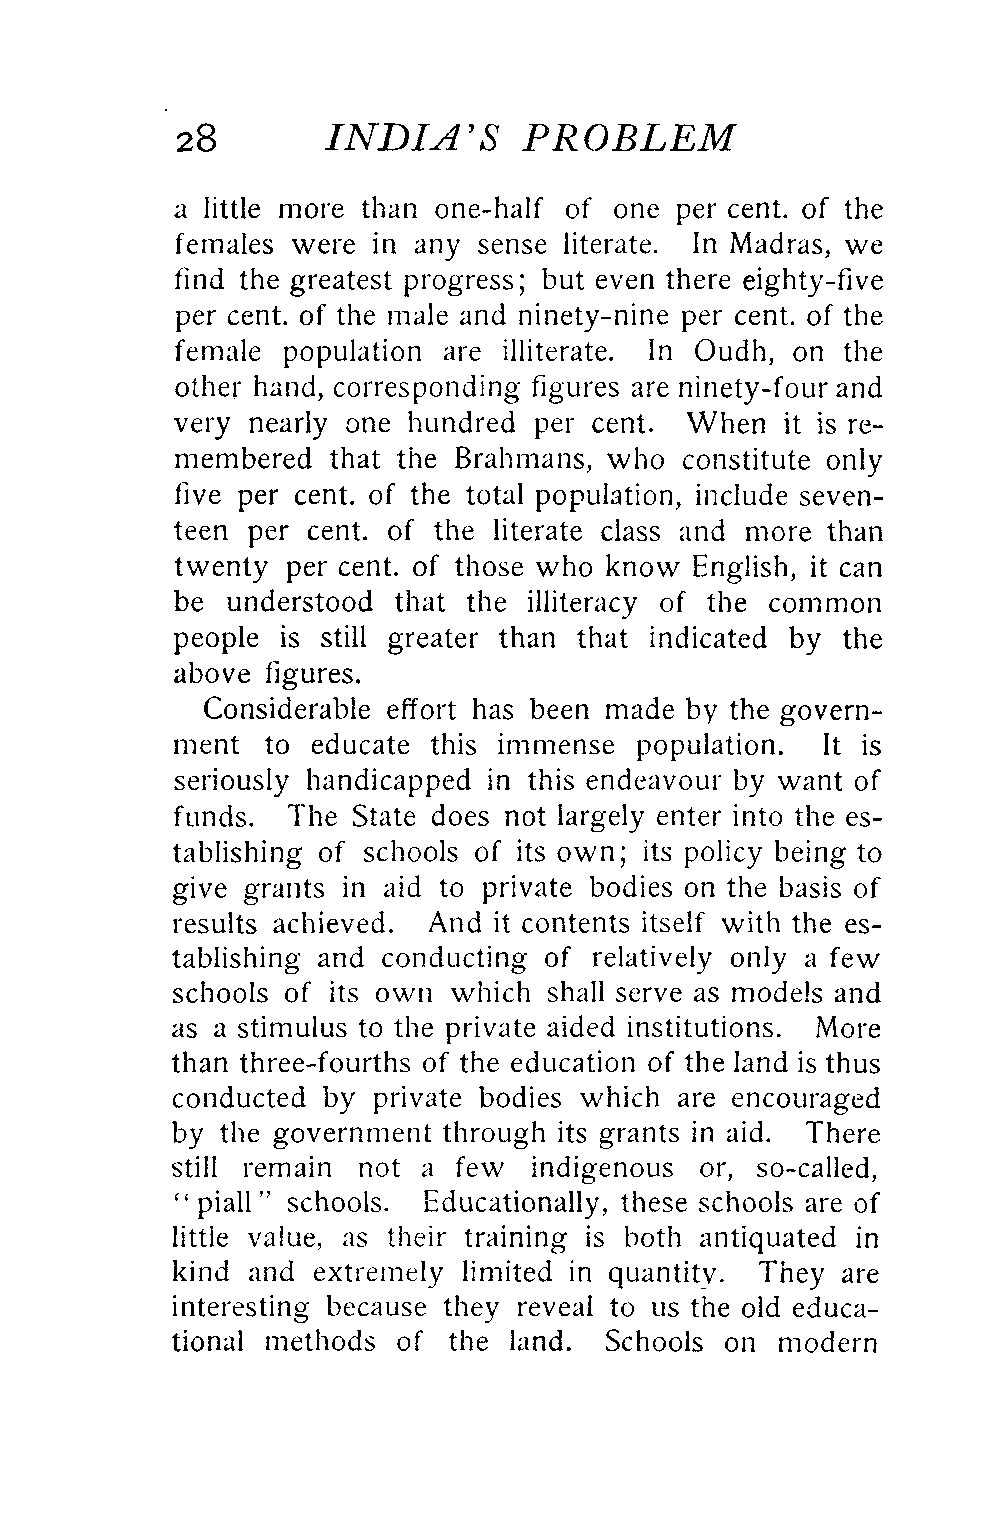 28 INDIA'S PROBLEM
a little more than one-half of one per cent. of the
females were in any sense literate. In Madras, we
find the greatest progress; but even there eighty-five
per cent. of the male and ninety-nine per cent. of the
female population are illiterate. In Oudh, on the
other hand, corresponding figures are ninety-four and
very nearly one hundred per cent. When it is re-
membered that the Brahmans, who constitute only
five per cent. of the total population, include seven-
teen per cent. of the literate class and more than
twenty per cent. of those who know English, it can
be understood that the illiteracy of the common
people is still greater than that indicated by the
above figures.
Considerable effort has been made by the govern-
ment to educate this immense population. It is
seriously handicapped in this endeavour by want of
funds. The State does not largely enter into the es-
tablishing of schools of its own; its policy being to
give grants in aid to private bodies on the basis of
results achieved. And it contents itself with the es-
tablishing and conducting of relatively only a few
schools of its own which shall serve as models and
as a stimulus to the private aided institutions. More
than three-fourths of the education of the land is thus
conducted by private bodies which are encouraged
by the government through its grants in aid. There
still remain not a few indigenous or, so-called,
"piall" schools. Educationally, these schools are of
little value, as their training is both antiquated in
kind and extremely limited in quantity. They are
interesting because they reveal to us the old educa-
tional methods of the land. Schools on modern